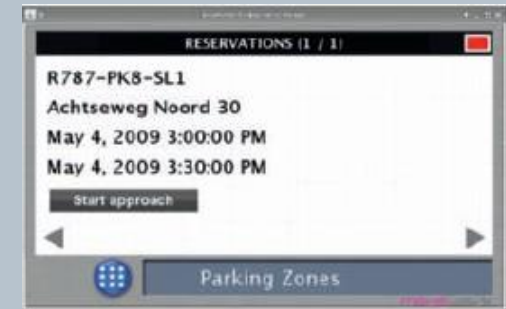 RESERVATIONS (1 / 1)
R787-PK8-SL1
Achtseweg Noord 30
May 4, 2009 3:00:00 PM
May 4, 2009 3:30:00 PM
Start approach
Parking Zones